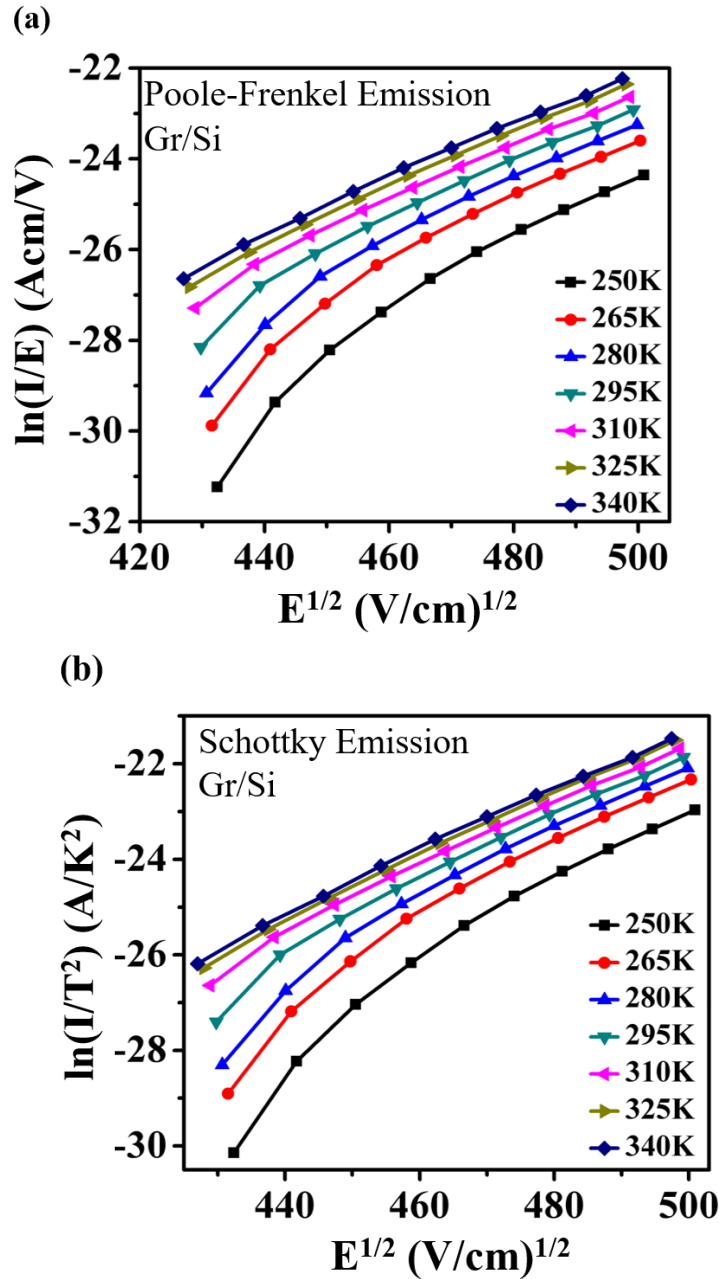 (a)
Poole-Frenkel Emission
Gr/Si
-22
-24
-26
-28
-30
-32
ln(I/E) (Acm/V)
250K
265K
280K
295K
310K
325K
340K
420 440 460 480 500
E^1/2 (V/cm)^1/2
(b)
Schottky Emission
Gr/Si
-22
-24
-26
-28
-30
ln(I/T²) (A/K²)
250K
265K
280K
295K
310K
325K
340K
440 460 480 500
E^1/2 (V/cm)^1/2